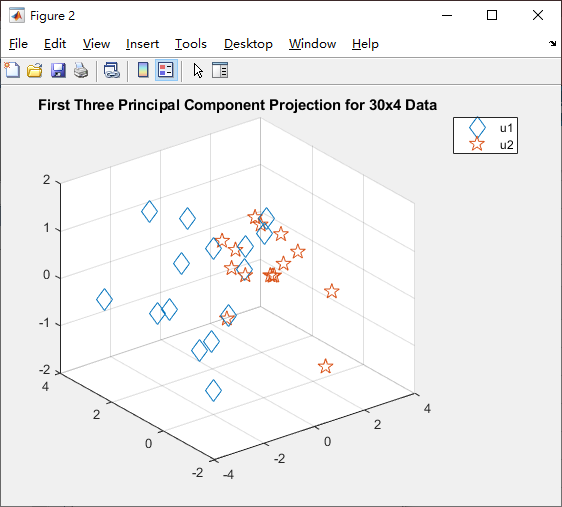 Figure 2
File Edit View Insert Tools Desktop Window Help
First Three Principal Component Projection for 30x4 Data
u1
u2
2
1
0
-1
-2
4
2
0
-2
-4
-2
0
2
4